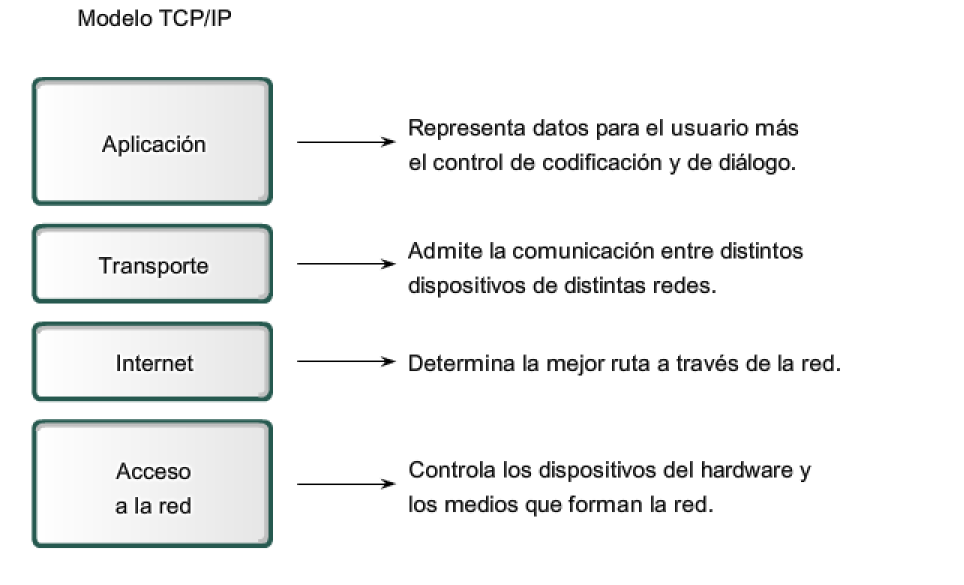 Modelo TCP/IP
Aplicación
Representa datos para el usuario más
el control de codificación y de diálogo.
Transporte
Admite la comunicación entre distintos
dispositivos de distintas redes.
Internet
Determina la mejor ruta a través de la red.
Acceso
a la red
Controla los dispositivos del hardware y
los medios que forman la red.